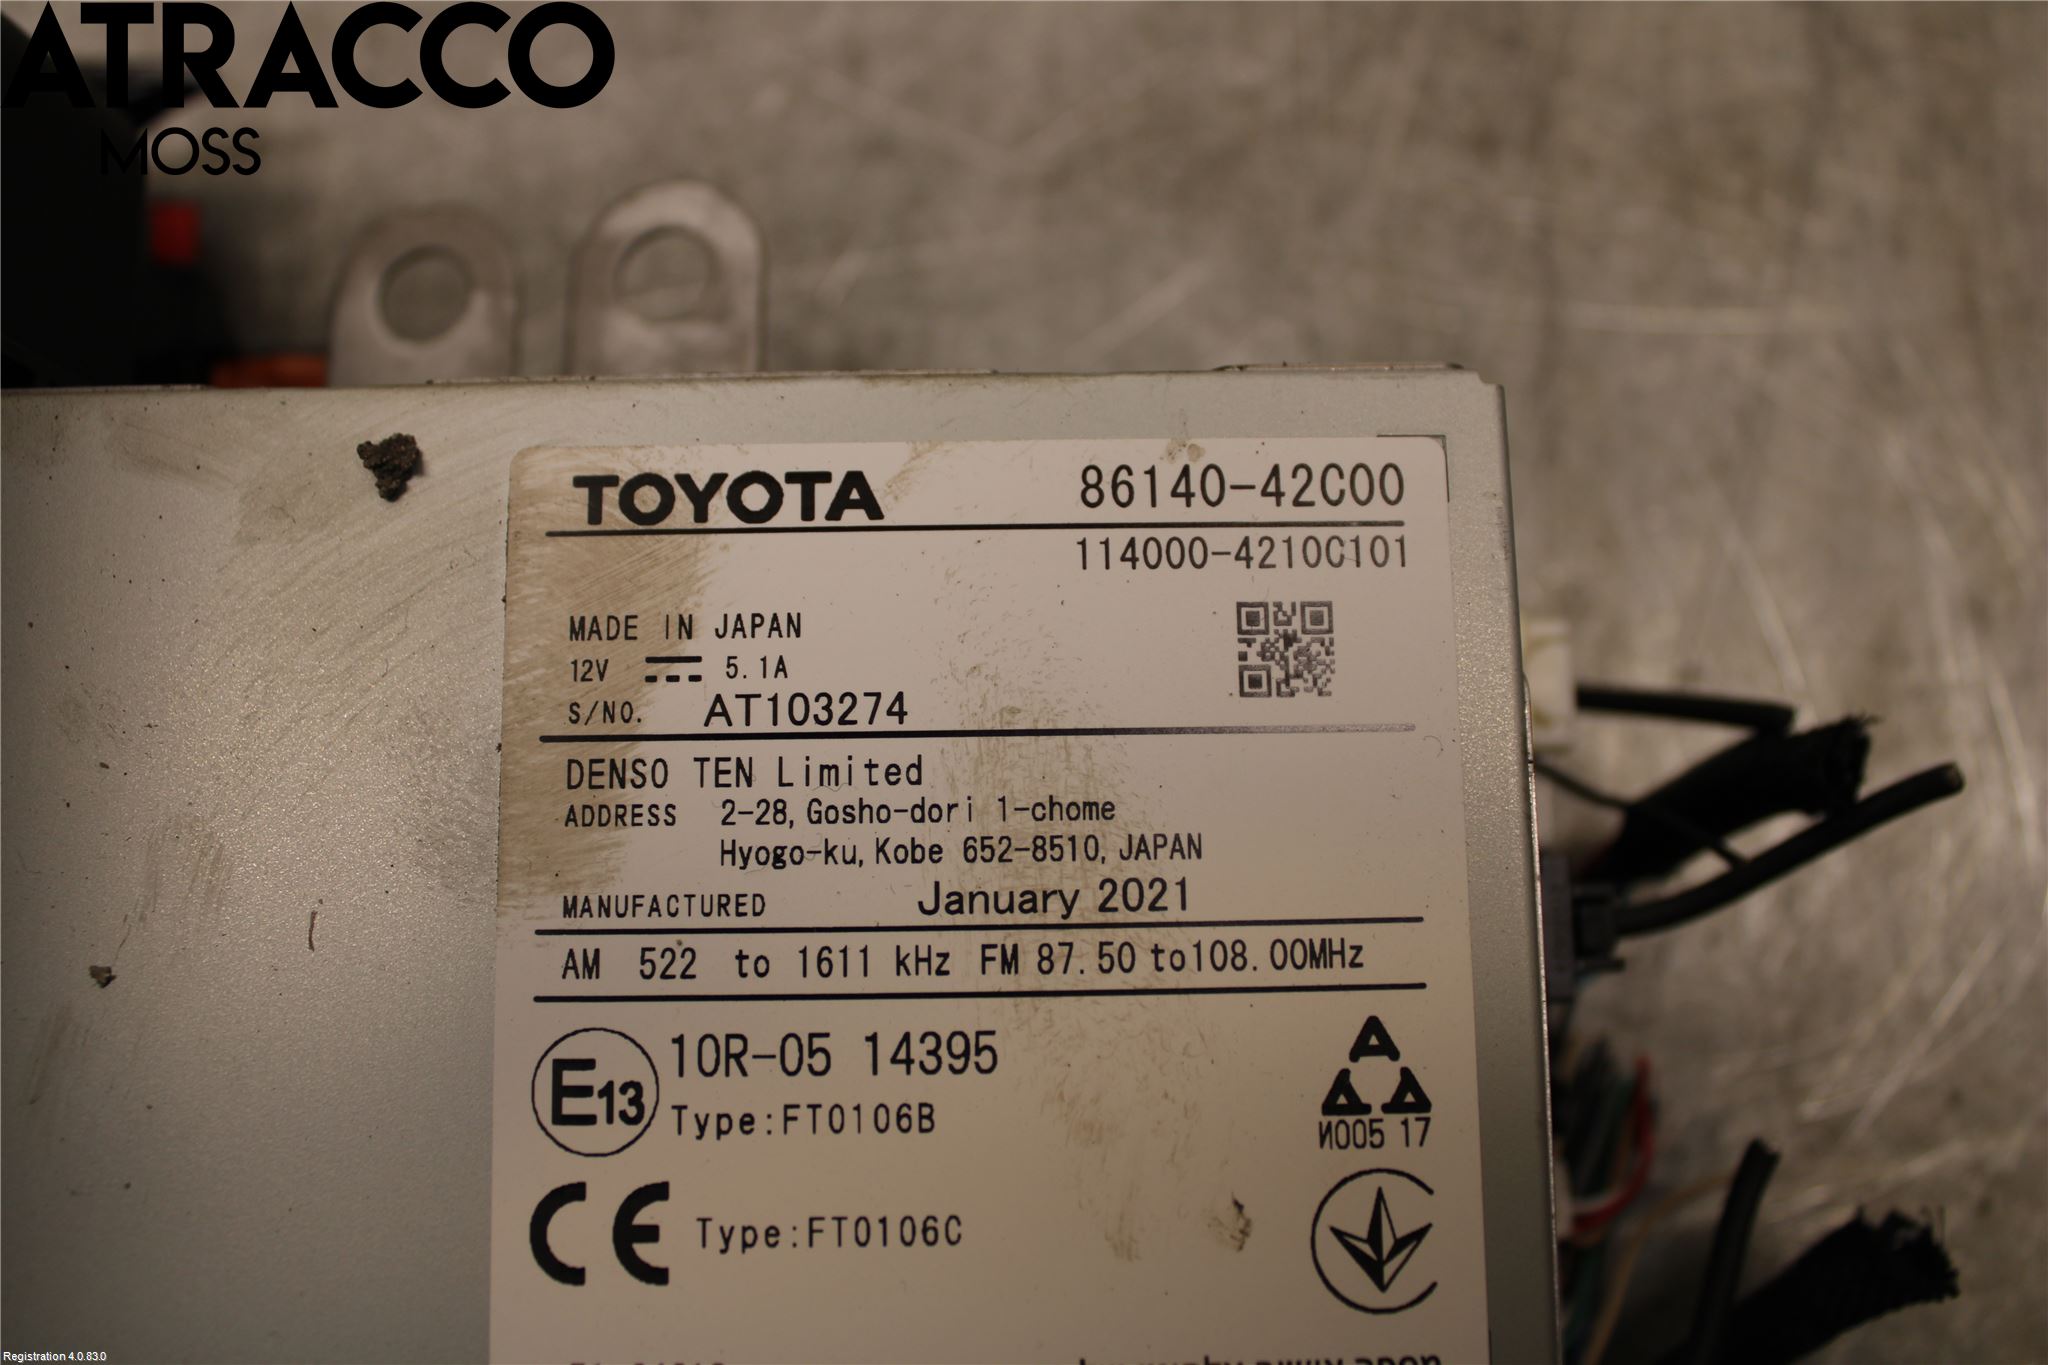 ATRACCO
MOSS
TOYOTA 86140-42C00
114000-4210C101
MADE IN JAPAN
12V 5.1A
S/NO. AT103274
DENSO TEN Limited
ADDRESS 2-28, Gosho-dori 1-chome
Hyogo-ku, Kobe 652-8510, JAPAN
MANUFACTURED January 2021
AM 522 to 1611 kHz FM 87.50 to 108.00MHz
E13 10R-05 14395
Type:FT0106B
И005 17
CE Type:FT0106C
Registration 4.0.83.0